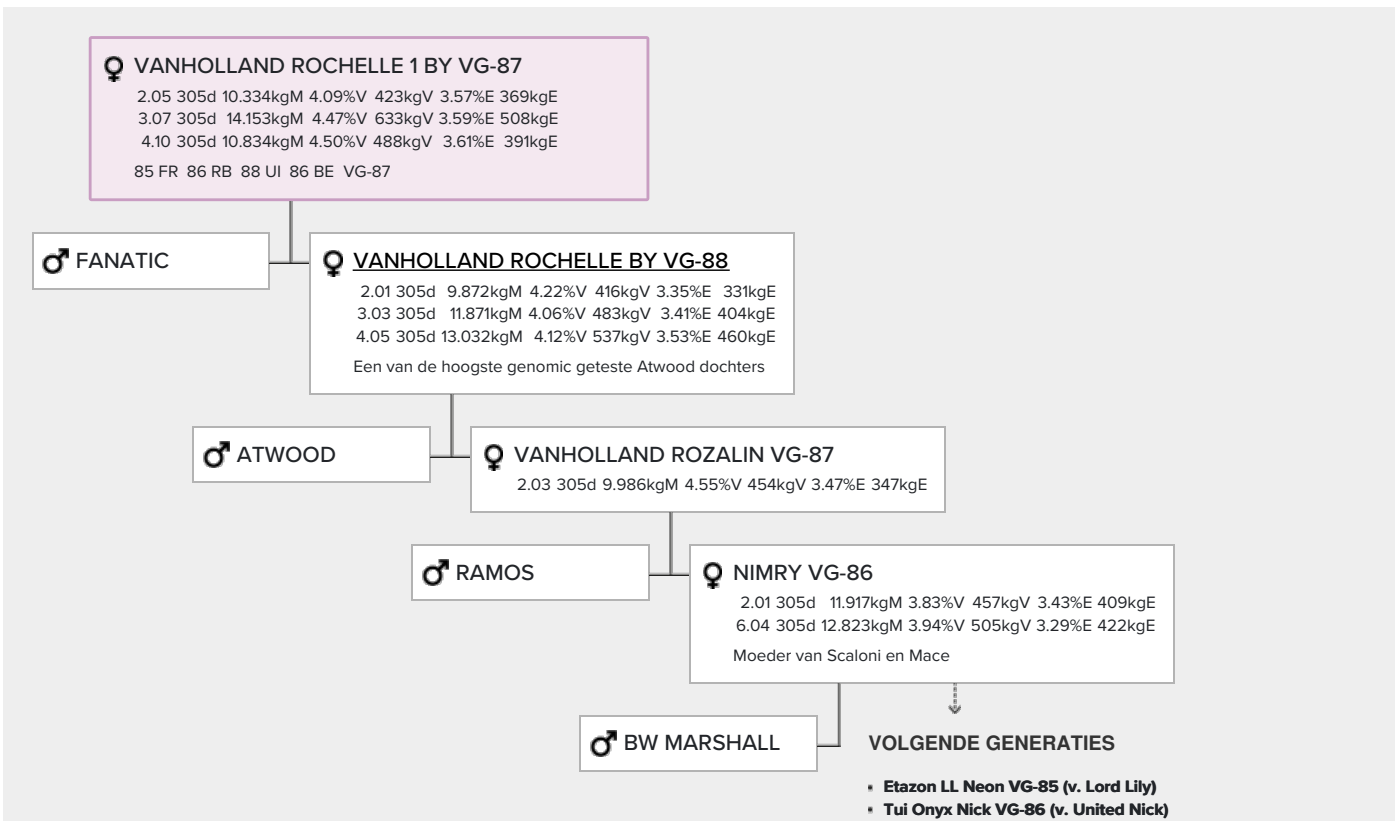 VANHOLLAND ROCHELLE 1 BY VG-87
2.05 305d 10.334kgM 4.09%V 423kgV 3.57%E 369kgE
3.07 305d 14.153kgM 4.47%V 633kgV 3.59%E 508kgE
4.10 305d 10.834kgM 4.50%V 488kgV 3.61%E 391kgE
85 FR 86 RB 88 UI 86 BE VG-87
FANATIC
VANHOLLAND ROCHELLE BY VG-88
2.01 305d 9.872kgM 4.22%V 416kgV 3.35%E 331kgE
3.03 305d 11.871kgM 4.06%V 483kgV 3.41%E 404kgE
4.05 305d 13.032kgM 4.12%V 537kgV 3.53%E 460kgE
Een van de hoogste genomic geteste Atwood dochters
ATWOOD
VANHOLLAND ROZALIN VG-87
2.03 305d 9.986kgM 4.55%V 454kgV 3.47%E 347kgE
RAMOS
NIMRY VG-86
2.01 305d 11.917kgM 3.83%V 457kgV 3.43%E 409kgE
6.04 305d 12.823kgM 3.94%V 505kgV 3.29%E 422kgE
Moeder van Scaloni en Mace
BW MARSHALL
VOLGENDE GENERATIES
Etazon LL Neon VG-85 (v. Lord Lily)
Tui Onyx Nick VG-86 (v. United Nick)